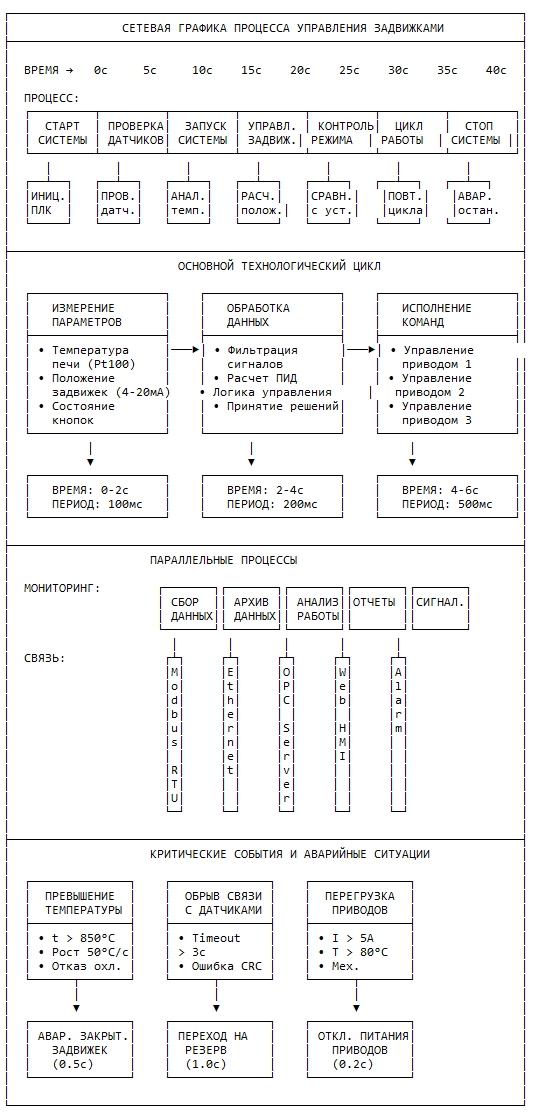 СЕТЕВАЯ ГРАФИКА ПРОЦЕССА УПРАВЛЕНИЯ ЗАДВИЖКАМИ
ВРЕМЯ → 0с 5с 10с 15с 20с 25с 30с 35с 40с
ПРОЦЕСС:
СТАРТ ПРОВЕРКА ЗАПУСК УПРАВЛ. КОНТРОЛЬ ЦИКЛ СТОП
СИСТЕМЫ ДАТЧИКОВ СИСТЕМЫ ЗАДВИЖ. РЕЖИМА РАБОТЫ СИСТЕМЫ
ИНИЦ. ПРОВ. АНАЛ. РАСЧ. СРАВН. ПОВТ. АВАР.
ПЛК датч. темп. полож. с уст. цикла остан.
ОСНОВНОЙ ТЕХНОЛОГИЧЕСКИЙ ЦИКЛ
ИЗМЕРЕНИЕ ОБРАБОТКА ИСПОЛНЕНИЕ
ПАРАМЕТРОВ ДАННЫХ КОМАНД
• Температура • Фильтрация • Управление
печи (Pt100) сигналов приводом 1
• Положение • Расчет ПИД • Управление
задвижек (4-20мА) • Логика управления приводом 2
• Состояние • Принятие решений • Управление
кнопок приводом 3
ВРЕМЯ: 0-2с ВРЕМЯ: 2-4с ВРЕМЯ: 4-6с
ПЕРИОД: 100мс ПЕРИОД: 200мс ПЕРИОД: 500мс
ПАРАЛЛЕЛЬНЫЕ ПРОЦЕССЫ
МОНИТОРИНГ:
СБОР АРХИВ АНАЛИЗ ОТЧЕТЫ СИГНАЛ.
ДАННЫХ ДАННЫХ РАБОТЫ
СВЯЗЬ:
Modbus RTU
Ethernet
OPC Server
Web HMI
Alarm
КРИТИЧЕСКИЕ СОБЫТИЯ И АВАРИЙНЫЕ СИТУАЦИИ
ПРЕВЫШЕНИЕ ОБРЫВ СВЯЗИ ПЕРЕГРУЗКА
ТЕМПЕРАТУРЫ С ДАТЧИКАМИ ПРИВОДОВ
• t > 850°C • Timeout • I > 5A
• Рост 50°C/с > 3с • T > 80°C
• Отказ охл. • Ошибка CRC • Мех.
АВАР. ЗАКРЫТ. ПЕРЕХОД НА ОТКЛ. ПИТАНИЯ
ЗАДВИЖЕК РЕЗЕРВ ПРИВОДОВ
(0.5с) (1.0с) (0.2с)